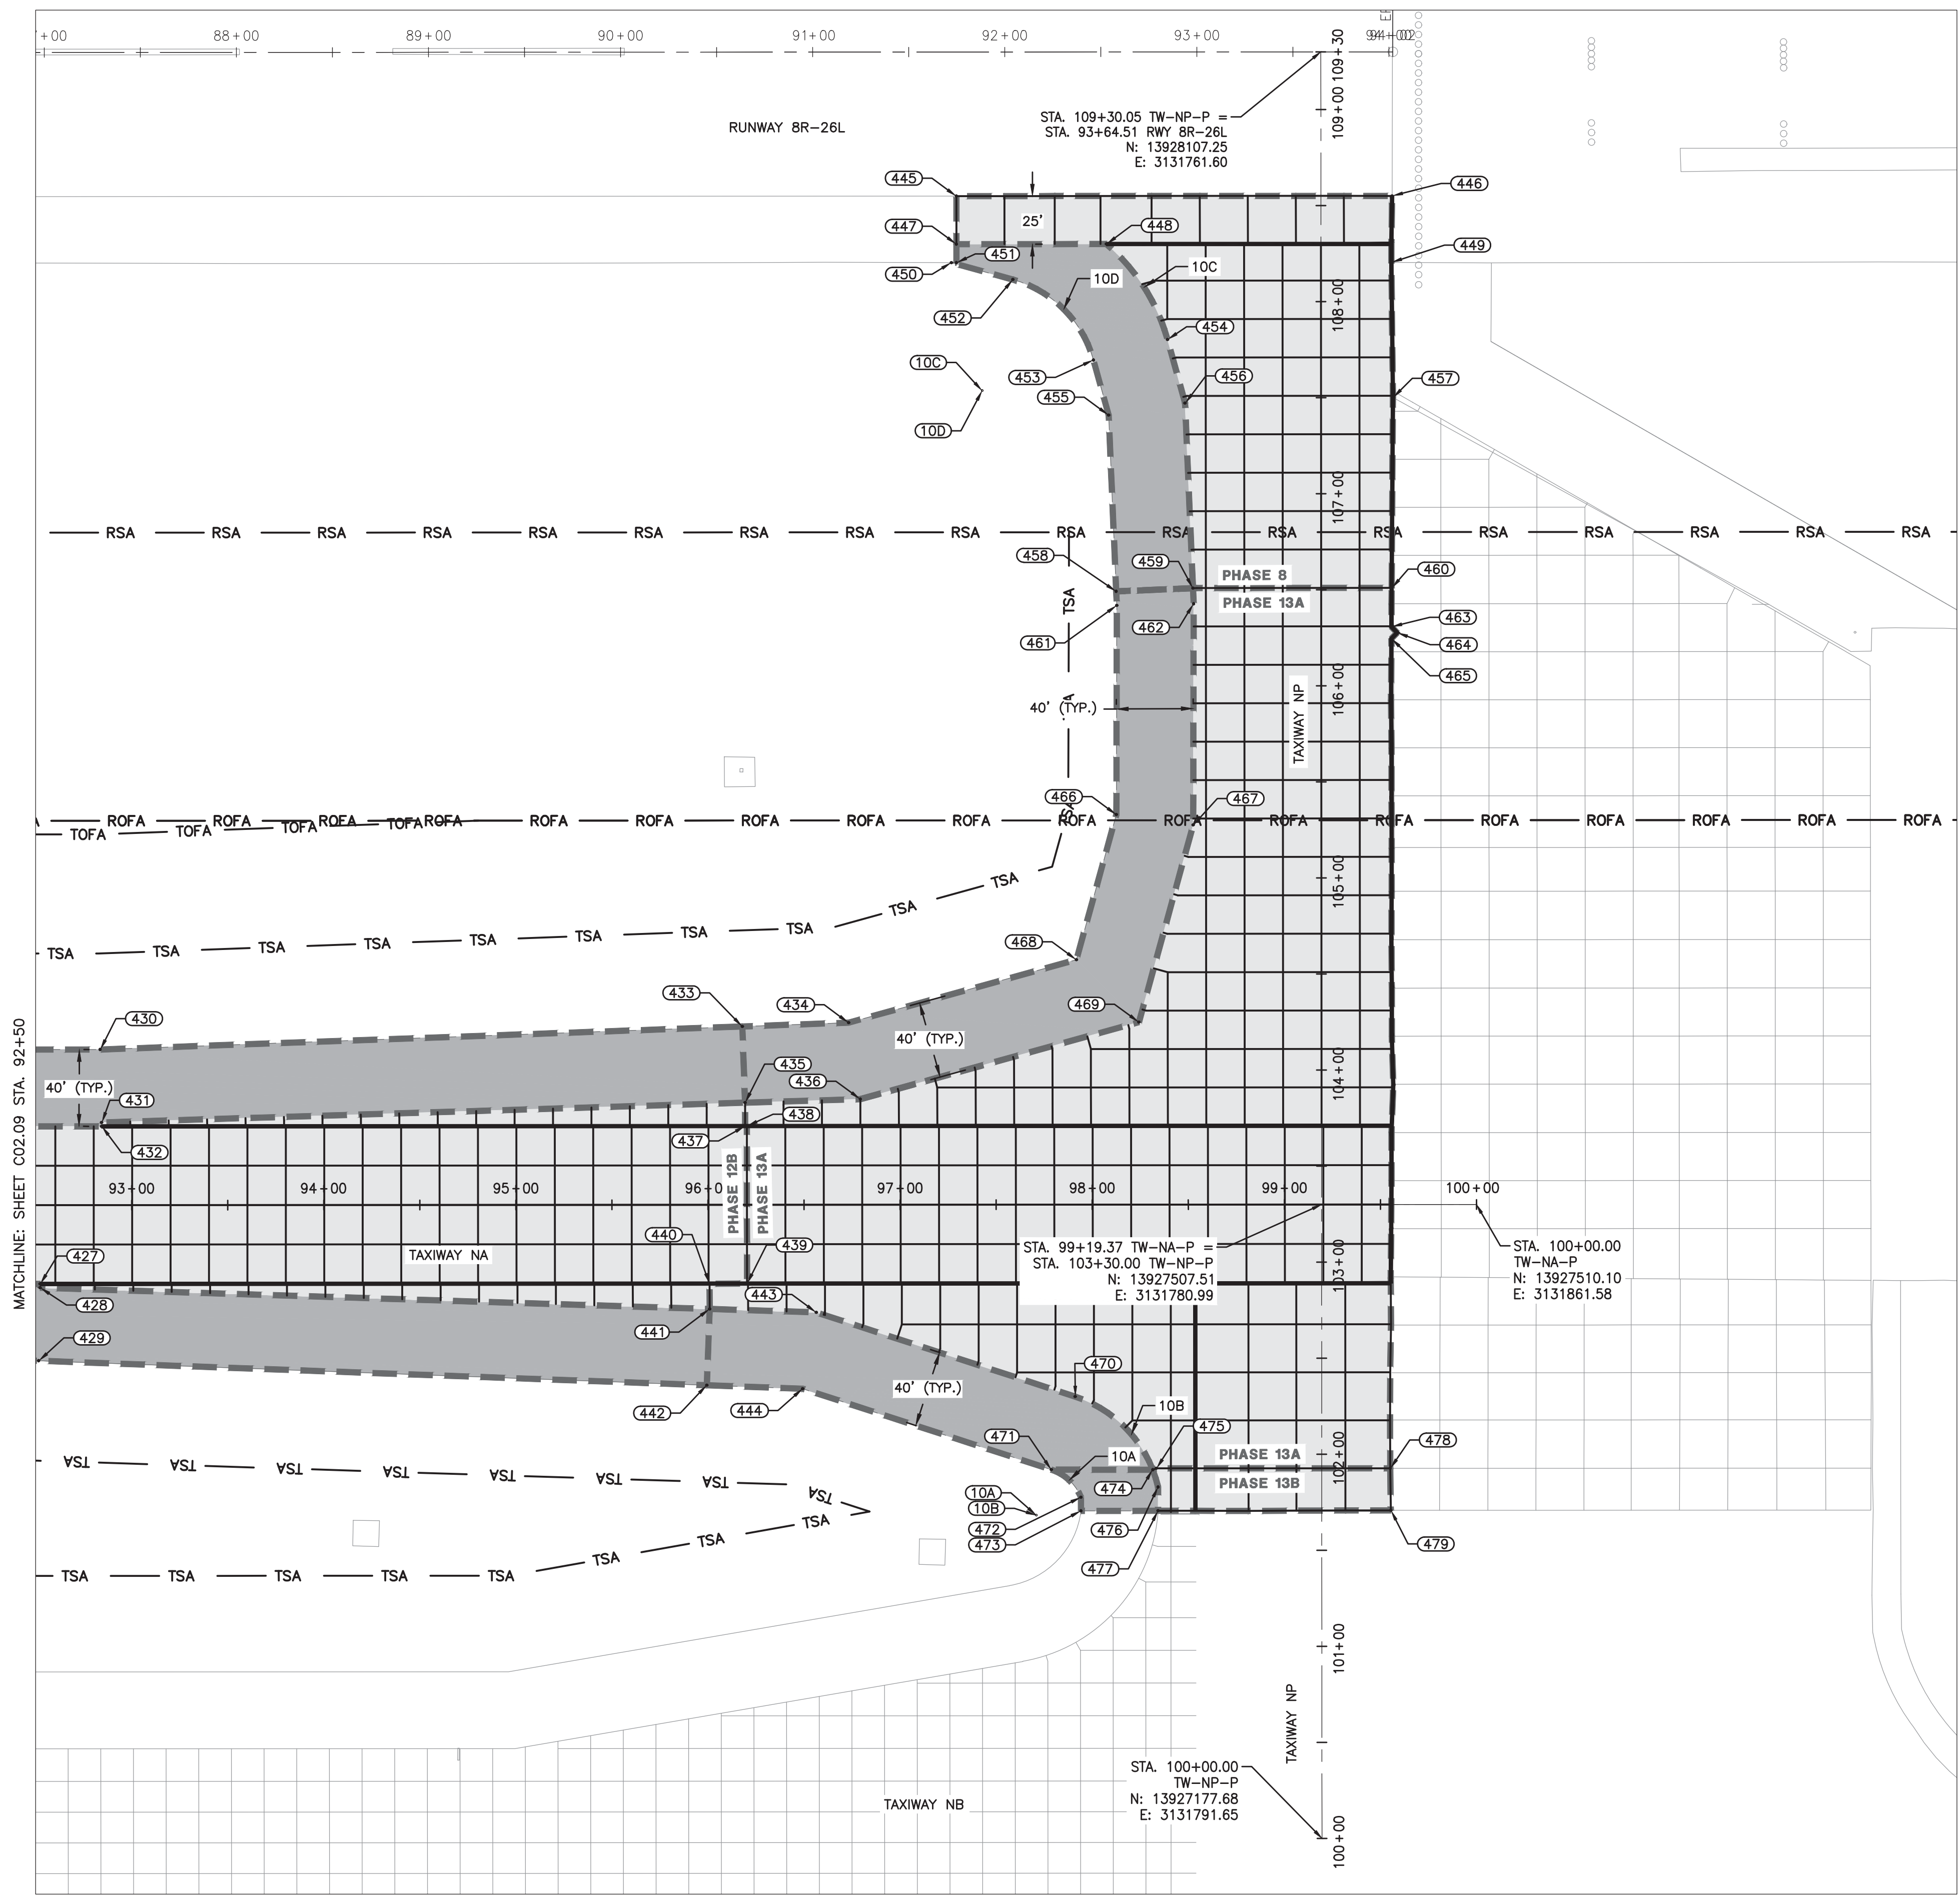 +00
88+00
89+00
90+00
91+00
92+00
93+00
94+00
109+30
109+00
STA. 109+30.05 TW-NP-P =
STA. 93+64.51 RWY 8R-26L
N: 13928107.25
E: 3131761.60
RUNWAY 8R-26L
445
446
25'
447
448
449
451
450
10C
10D
452
454
108+00
10C
453
456
457
455
10D
107+00
RSA RSA RSA RSA RSA RSA RSA RSA RSA RSA RSA RSA RSA RSA RSA RSA RSA RSA
458
459
PHASE 8
460
TSA
PHASE 13A
461
462
463
464
465
106+00
TAXIWAY NP
40' (TYP.)
466
467
TSA
ROFA ROFA ROFA ROFA ROFA ROFA ROFA ROFA ROFA ROFA ROFA ROFA ROFA ROFA ROFA ROFA ROFA ROFA
TOFA TOFA TOFA TOFA
105+00
TSA TSA TSA TSA TSA TSA TSA TSA TSA TSA
468
433
434
469
430
40' (TYP.)
104+00
435
40' (TYP.)
436
431
438
437
432
MATCHLINE: SHEET C02.09 STA. 92+50
PHASE 12B
PHASE 13A
93+00
94+00
95+00
96+0
97+00
98+00
99+00
100+00
440
439
427
TAXIWAY NA
STA. 99+19.37 TW-NA-P =
STA. 103+30.00 TW-NP-P
N: 13927507.51
E: 3131780.99
103+00
STA. 100+00.00
TW-NA-P
N: 13927510.10
E: 3131861.58
443
428
441
429
470
40' (TYP.)
10B
442
444
475
471
478
10A
PHASE 13A
102+00
TSA TSA TSA TSA TSA TSA TSA TSA
474
PHASE 13B
10A
10B
472
476
473
479
TSA
TSA
477
TSA TSA TSA TSA TSA
101+00
TAXIWAY NP
STA. 100+00.00
TW-NP-P
N: 13927177.68
E: 3131791.65
TAXIWAY NB
100+00